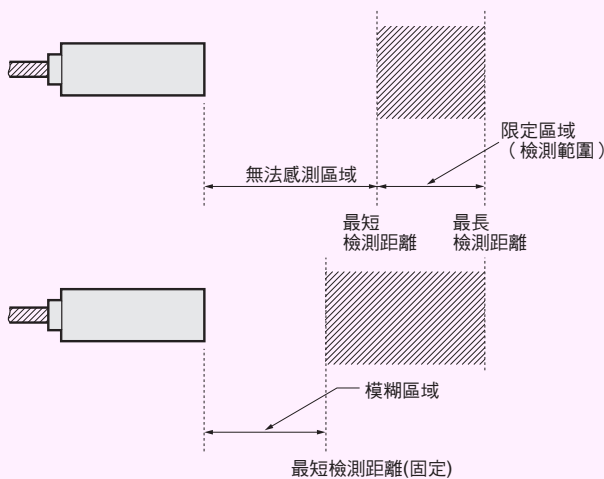 限定區域
（檢測範圍）
無法感測區域
最短
檢測距離
最長
檢測距離
模糊區域
最短檢測距離(固定)